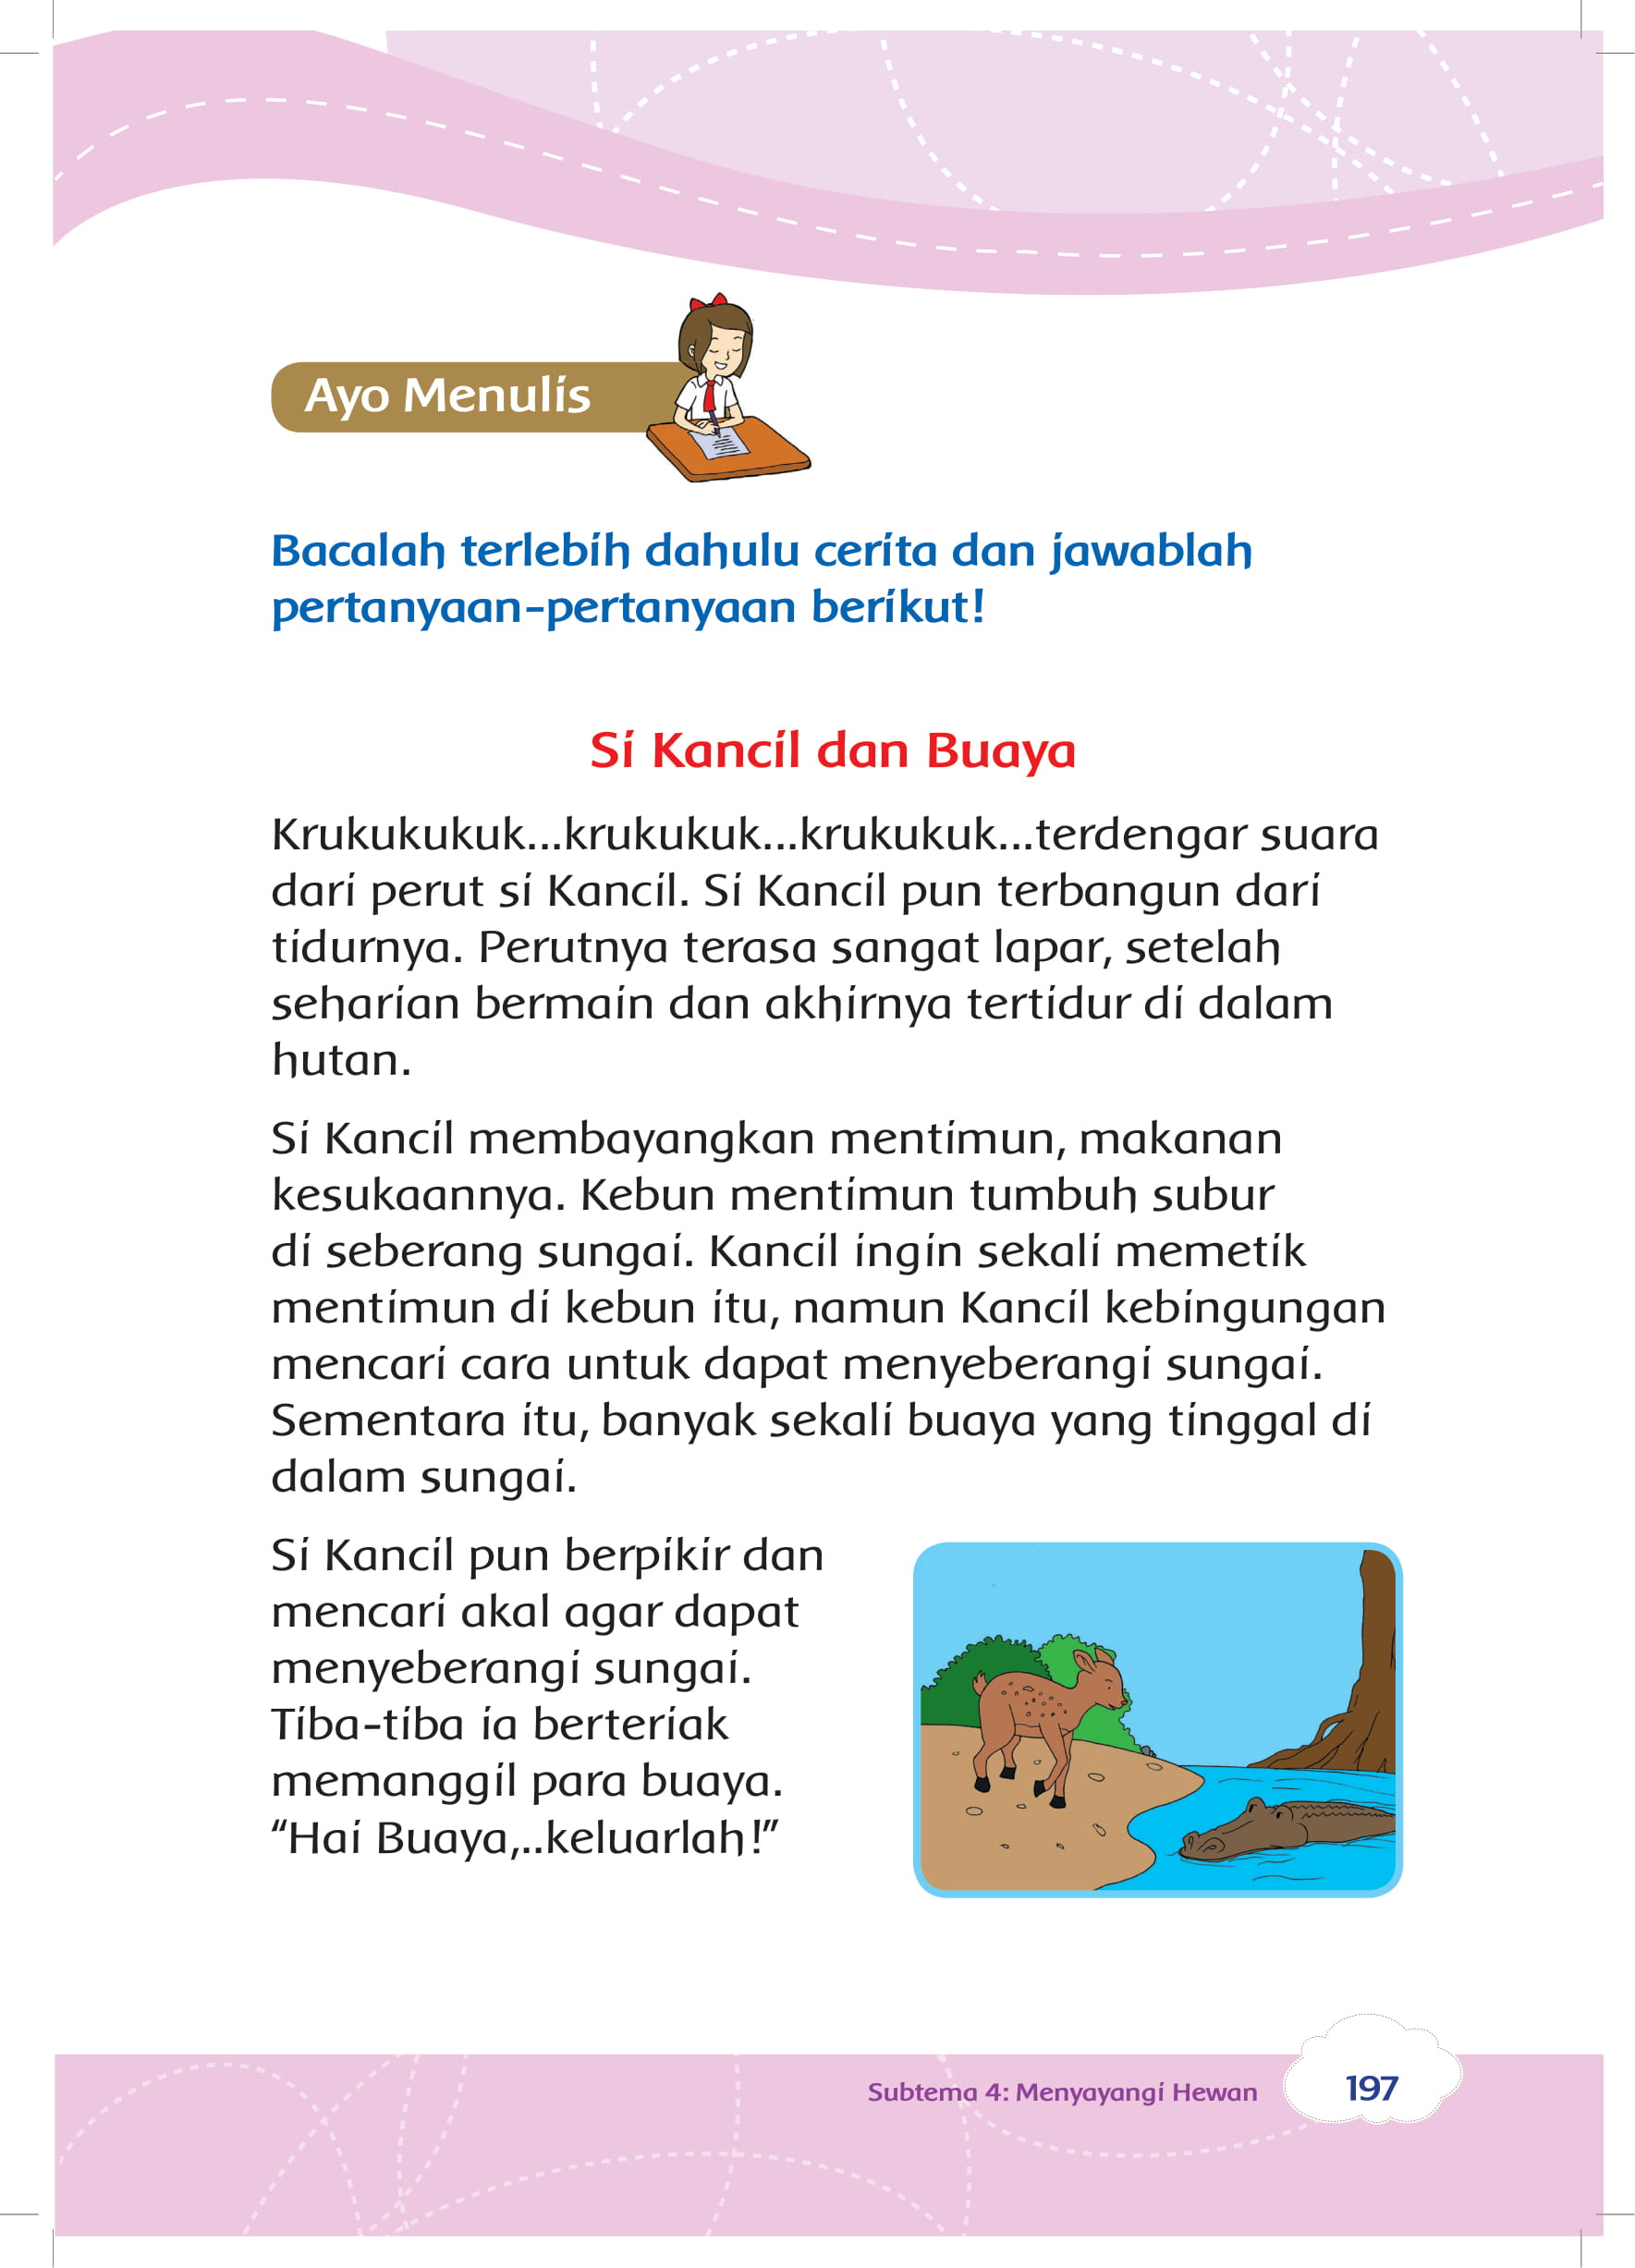 Ayo Menulis
Bacalah terlebih dahulu cerita dan jawablah
pertanyaan-pertanyaan berikut!
Si Kancil dan Buaya
Krukukukuk...krukukuk...krukukuk...terdengar suara
dari perut si Kancil. Si Kancil pun terbangun dari
tidurnya. Perutnya terasa sangat lapar, setelah
seharian bermain dan akhirnya tertidur di dalam
hutan.
Si Kancil membayangkan mentimun, makanan
kesukaannya. Kebun mentimun tumbuh subur
di seberang sungai. Kancil ingin sekali memetik
mentimun di kebun itu, namun Kancil kebingungan
mencari cara untuk dapat menyeberangi sungai.
Sementara itu, banyak sekali buaya yang tinggal di
dalam sungai.
Si Kancil pun berpikir dan
mencari akal agar dapat
menyeberangi sungai.
Tiba-tiba ia berteriak
memanggil para buaya.
“Hai Buaya,..keluarlah!”
Subtema 4: Menyayangi Hewan
197